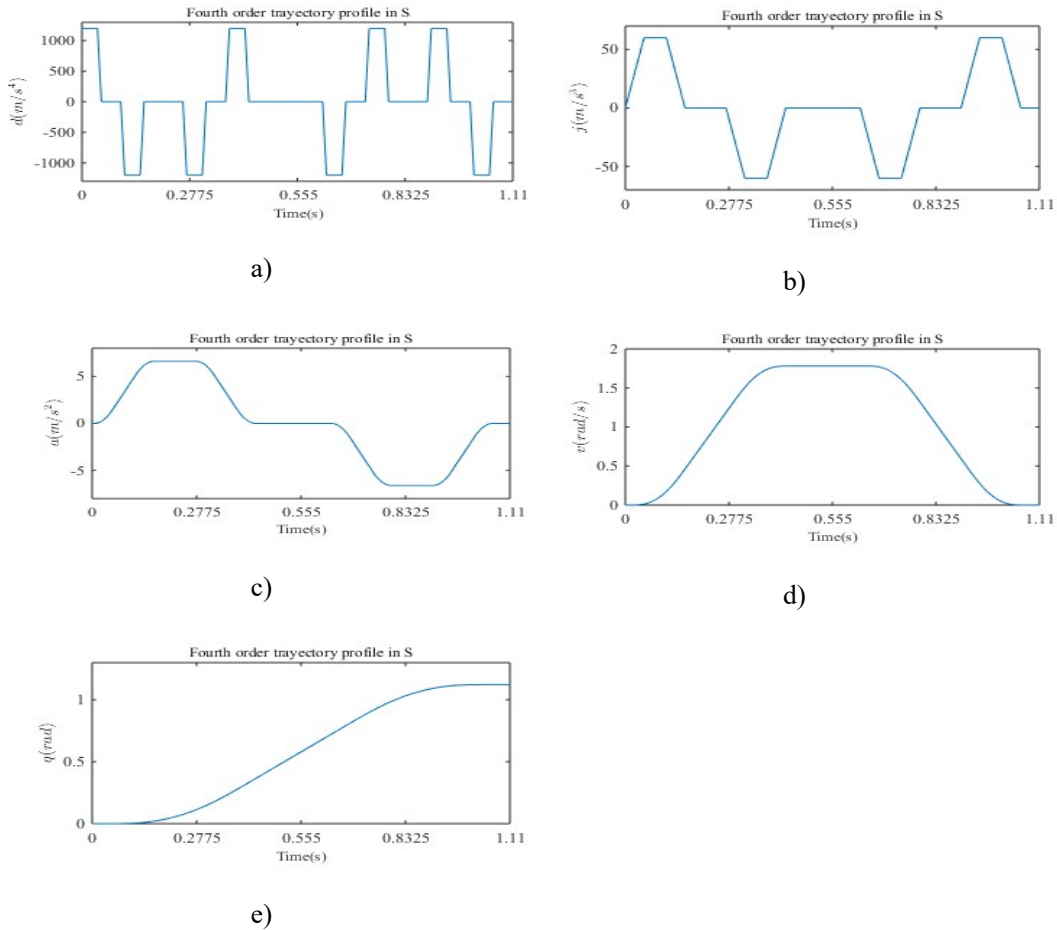 Fourth order trayectory profile in S
d(m/s⁴)
1000
500
0
-500
-1000
0 0.2775 0.555 0.8325 1.11
Time(s)
a)
Fourth order trayectory profile in S
j(m/s³)
50
0
-50
0 0.2775 0.555 0.8325 1.11
Time(s)
b)
Fourth order trayectory profile in S
a(m/s²)
5
0
-5
0 0.2775 0.555 0.8325 1.11
Time(s)
c)
Fourth order trayectory profile in S
v(rad/s)
2
1.5
1
0.5
0
0 0.2775 0.555 0.8325 1.11
Time(s)
d)
Fourth order trayectory profile in S
q(rad)
1
0.5
0
0 0.2775 0.555 0.8325 1.11
Time(s)
e)